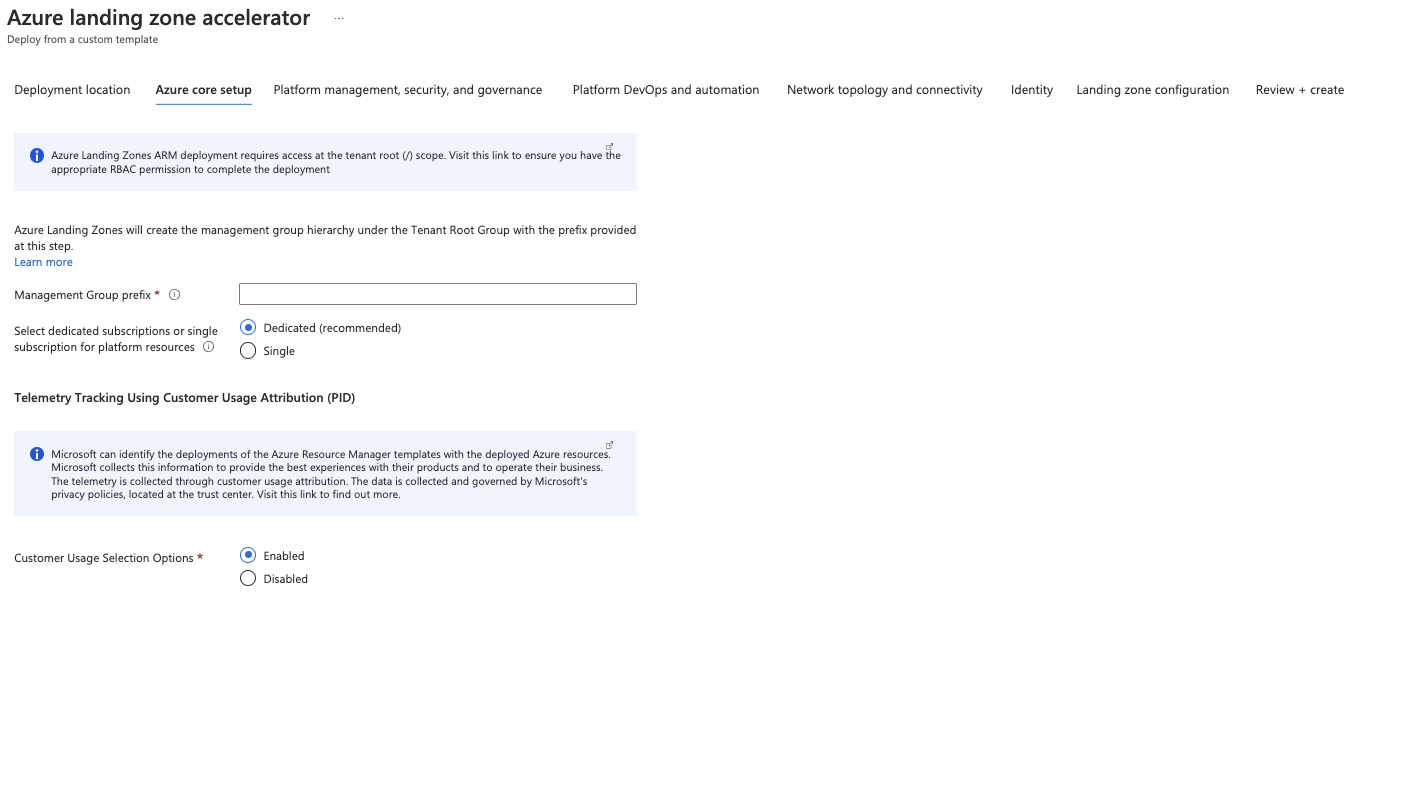 Azure landing zone accelerator ...
Deploy from a custom template
Deployment location Azure core setup Platform management, security, and governance Platform DevOps and automation Network topology and connectivity Identity Landing zone configuration Review + create
Azure Landing Zones ARM deployment requires access at the tenant root (/) scope. Visit this link to ensure you have the
appropriate RBAC permission to complete the deployment
Azure Landing Zones will create the management group hierarchy under the Tenant Root Group with the prefix provided
at this step.
Learn more
Management Group prefix *
Select dedicated subscriptions or single
subscription for platform resources
Dedicated (recommended)
Single
Telemetry Tracking Using Customer Usage Attribution (PID)
Microsoft can identify the deployments of the Azure Resource Manager templates with the deployed Azure resources.
Microsoft collects this information to provide the best experiences with their products and to operate their business.
The telemetry is collected through customer usage attribution. The data is collected and governed by Microsoft's
privacy policies, located at the trust center. Visit this link to find out more.
Customer Usage Selection Options *
Enabled
Disabled